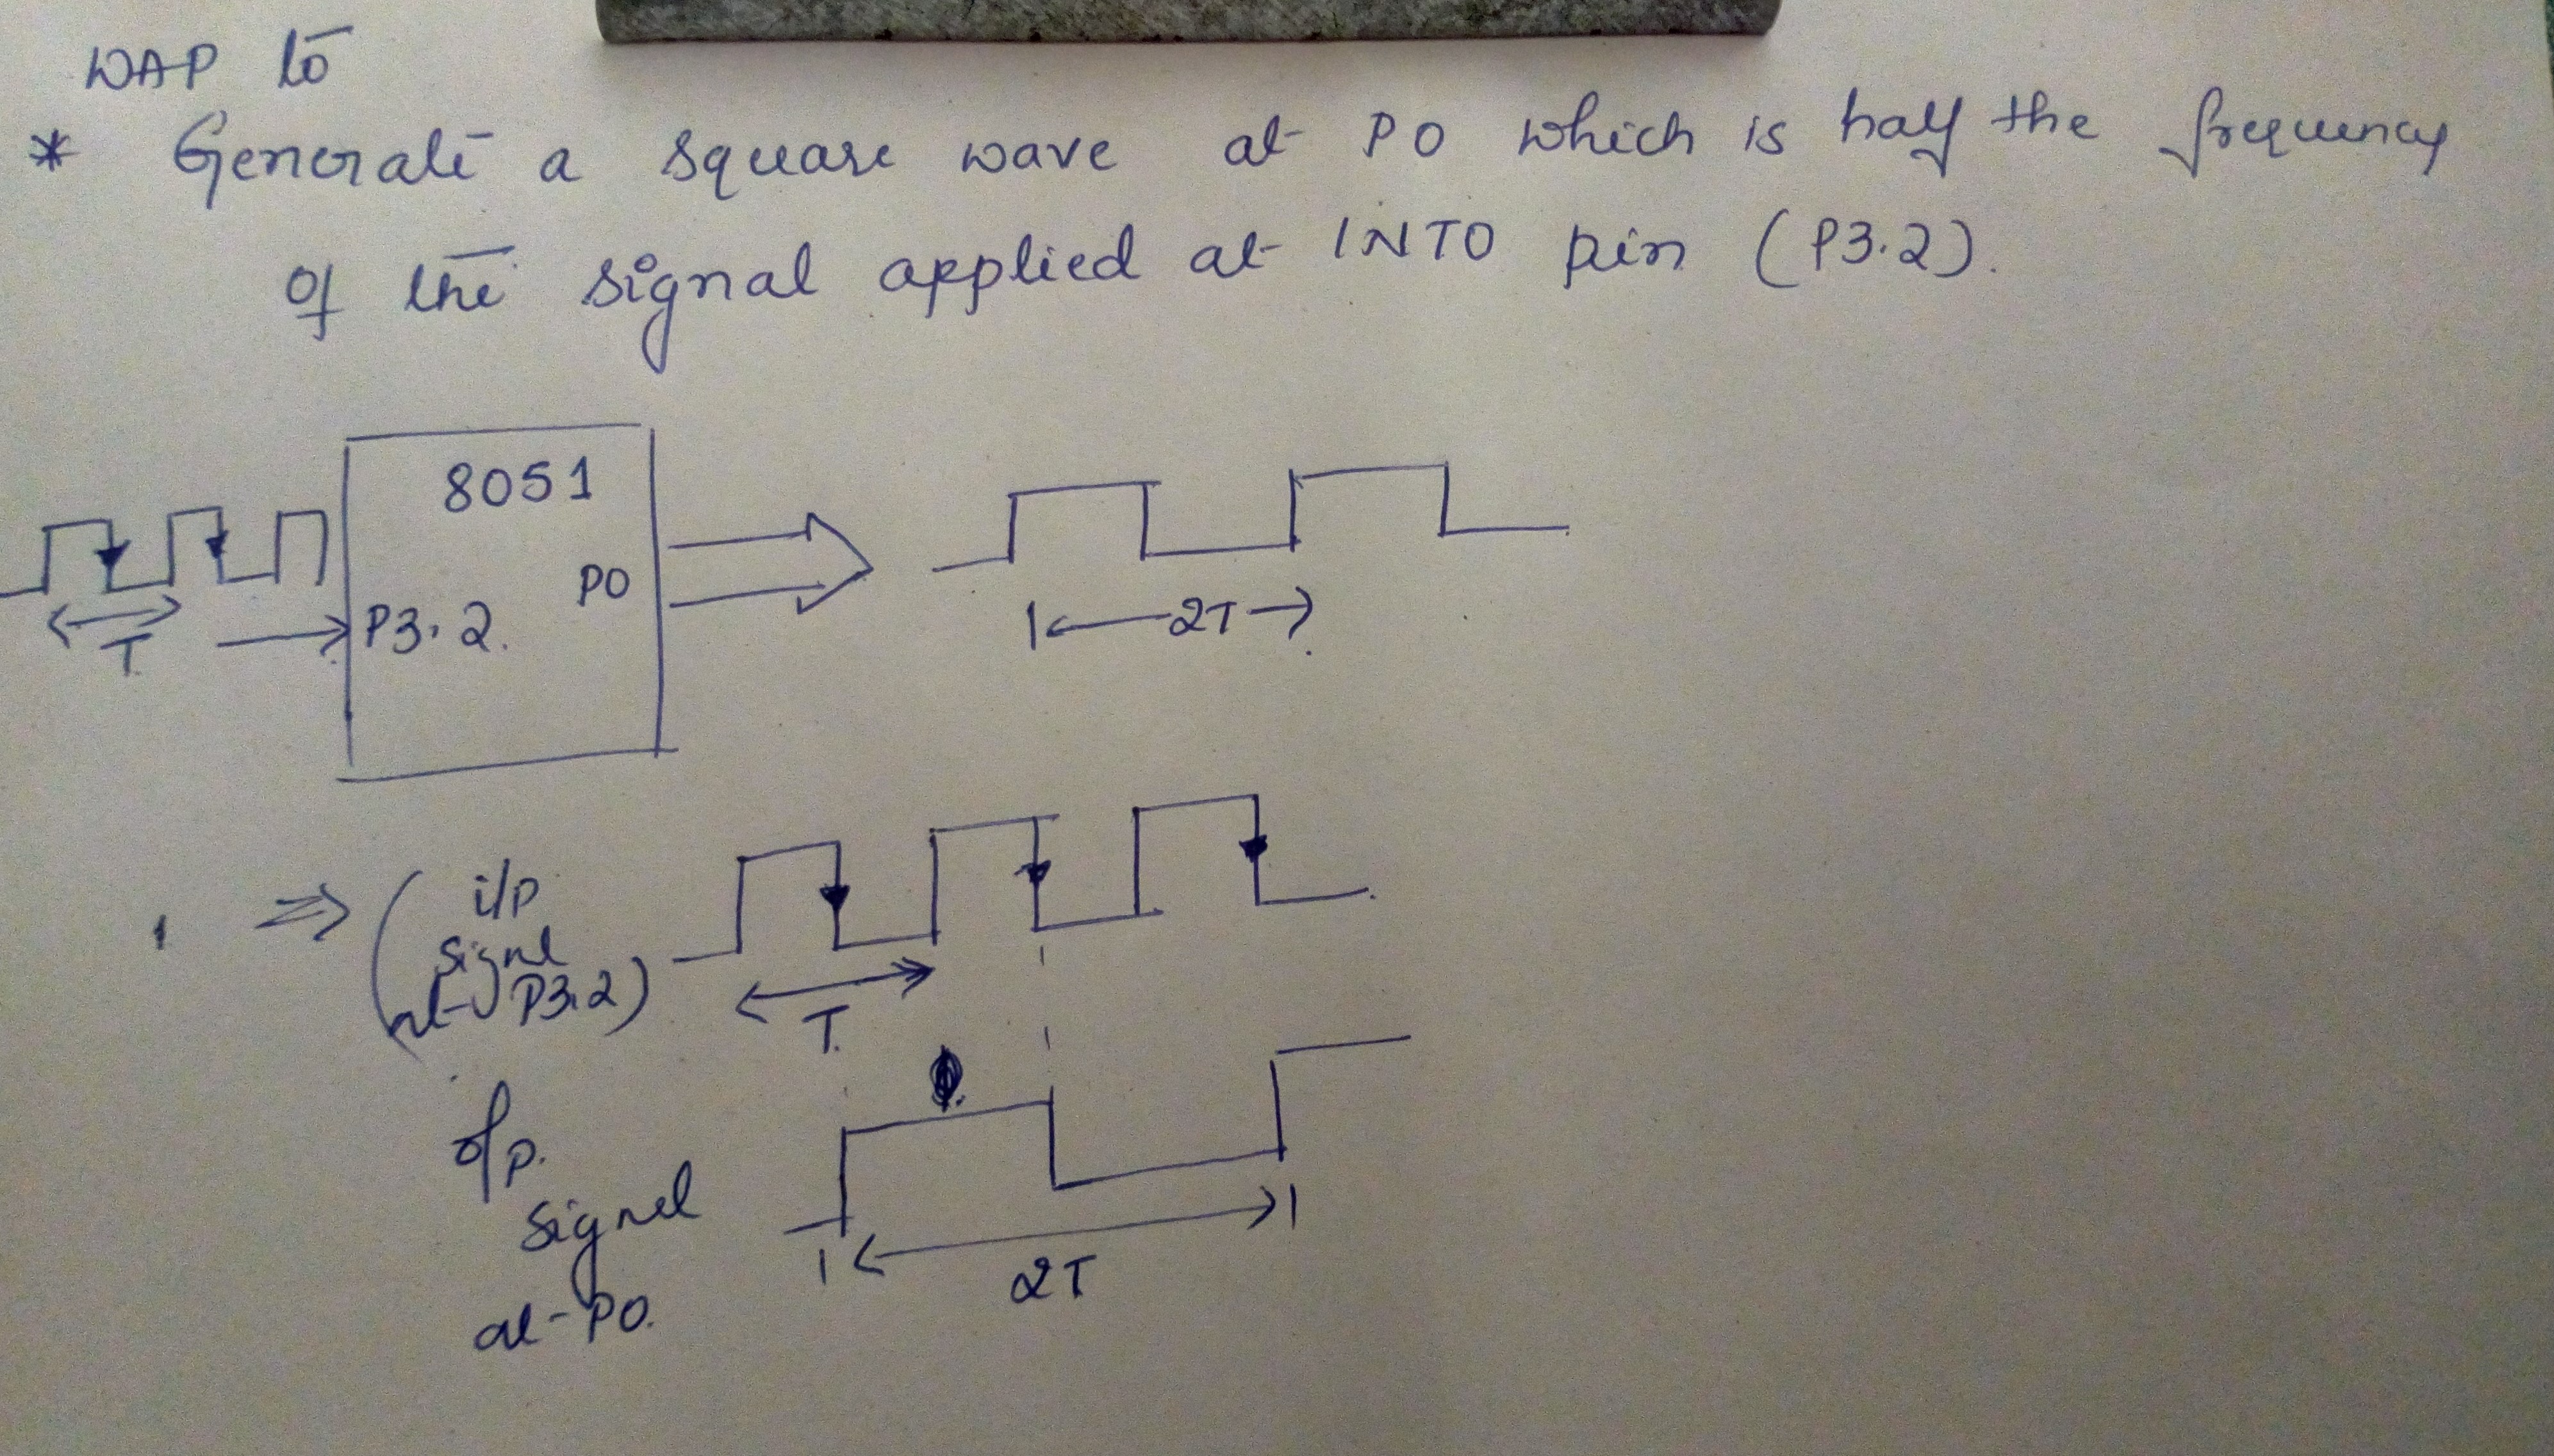 WAP to
* Generate a square wave at P0 which is half the frequency
of the signal applied at INT0 pin (P3.2).
8051
P0
P3.2.
T
2T
⇒ ( i/p
signl
at P3.2)
T.
o/p.
signal
at P0.
2T